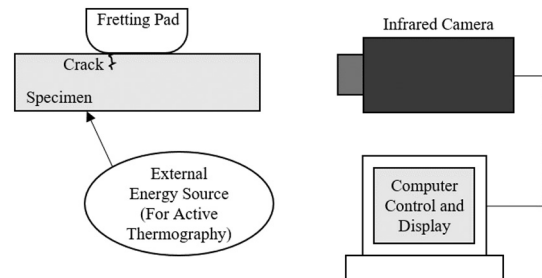 Fretting Pad
Crack
Specimen
External
Energy Source
(For Active
Thermography)
Infrared Camera
Computer
Control and
Display